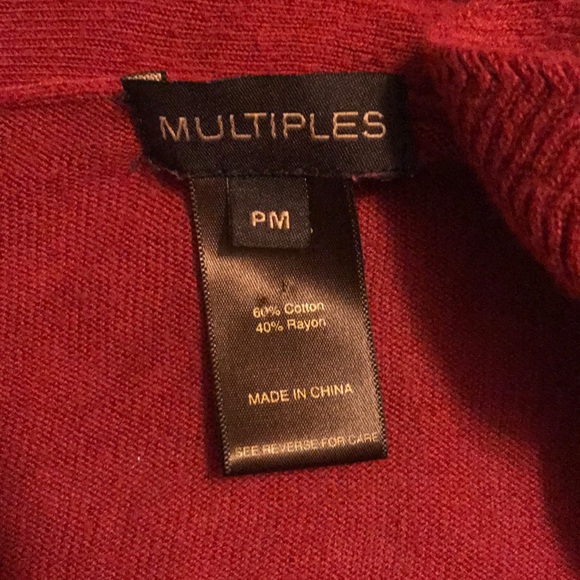 MULTIPLES
PM
60% Cotton
40% Rayon
MADE IN CHINA
SEE REVERSE FOR CARE